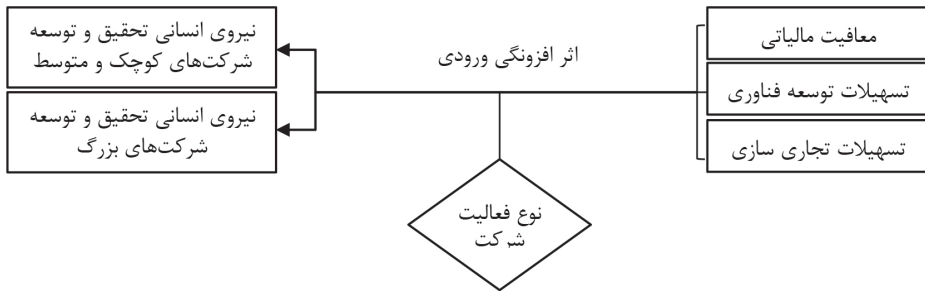 معافیت مالیاتی
تسهیلات توسعه فناوری
تسهیلات تجاری سازی
اثر افزونگی ورودی
نوع فعالیت
شرکت
نیروی انسانی تحقیق و توسعه
شرکت‌های کوچک و متوسط
نیروی انسانی تحقیق و توسعه
شرکت‌های بزرگ